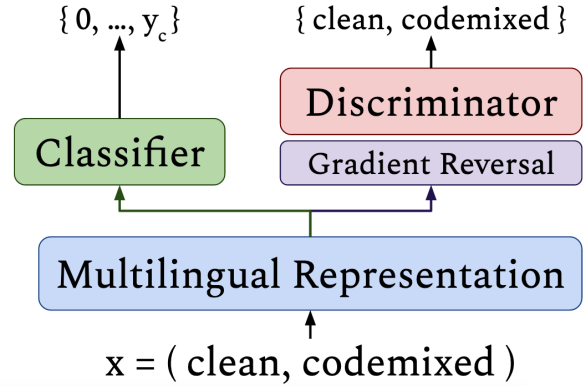 { 0, ..., y_c }
{ clean, codemixed }
Discriminator
Classifier
Gradient Reversal
Multilingual Representation
x = ( clean, codemixed )